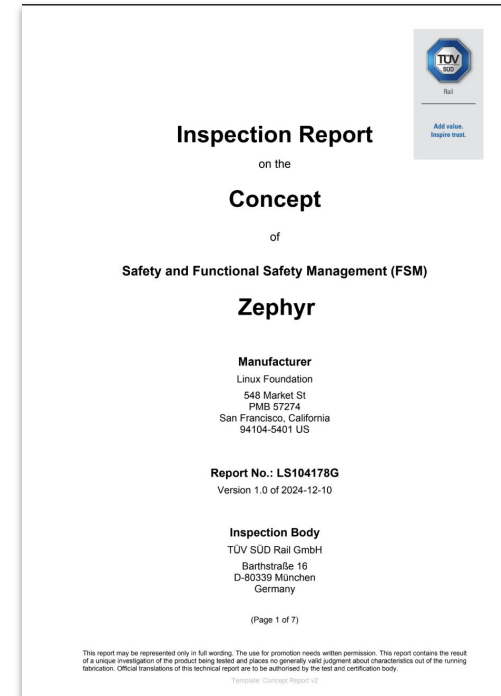 TÜV
SÜD
Rail
Add value.
Inspire trust.
Inspection Report
on the
Concept
of
Safety and Functional Safety Management (FSM)
Zephyr
Manufacturer
Linux Foundation
548 Market St
PMB 57274
San Francisco, California
94104-5401 US
Report No.: LS104178G
Version 1.0 of 2024-12-10
Inspection Body
TÜV SÜD Rail GmbH
Barthstraße 16
D-80339 München
Germany
(Page 1 of 7)
This report may be represented only in full wording. The use for promotion needs written permission. This report contains the result
of a unique investigation of the product being tested and places no generally valid judgment about characteristics out of the running
fabrication. Official translations of this technical report are to be authorised by the test and certification body.
Template: Concept Report v2